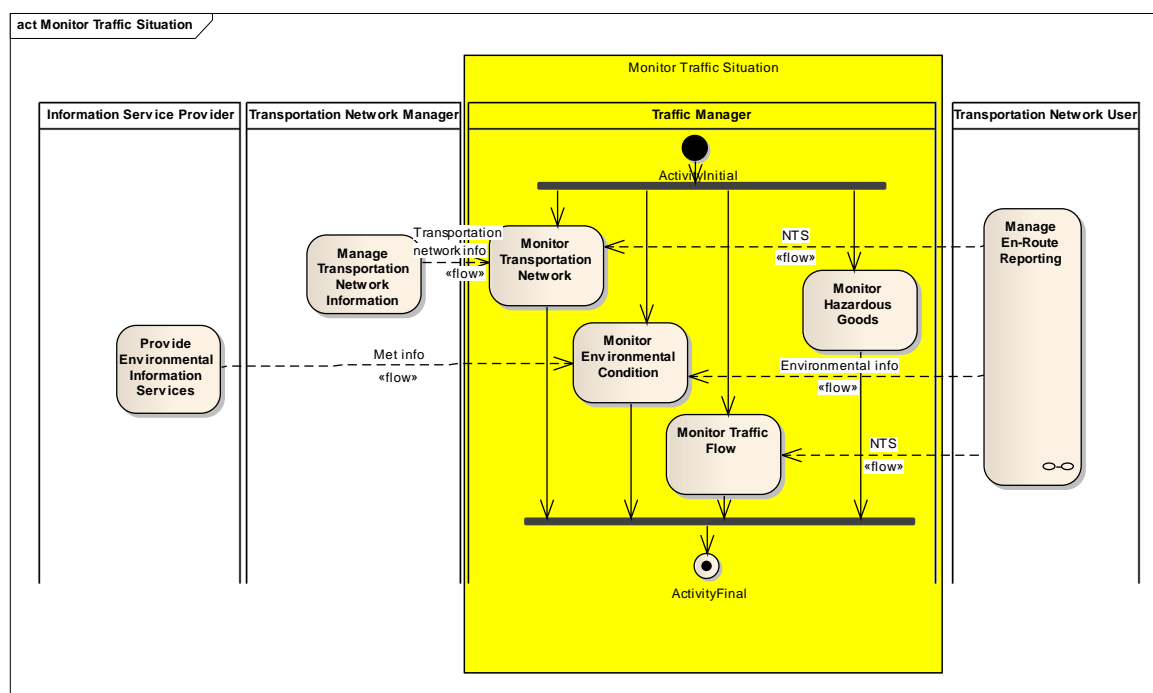 act Monitor Traffic Situation
Monitor Traffic Situation
Information Service Provider
Transportation Network Manager
Traffic Manager
Transportation Network User
ActivityInitial
Manage
En-Route
Reporting
Transportation
network info
«flow»
Monitor
Transportation
Network
NTS
«flow»
Manage
Transportation
Network
Information
Monitor
Hazardous
Goods
Provide
Environmental
Information
Services
Met info
«flow»
Monitor
Environmental
Condition
Environmental info
«flow»
Monitor Traffic
Flow
NTS
«flow»
ActivityFinal